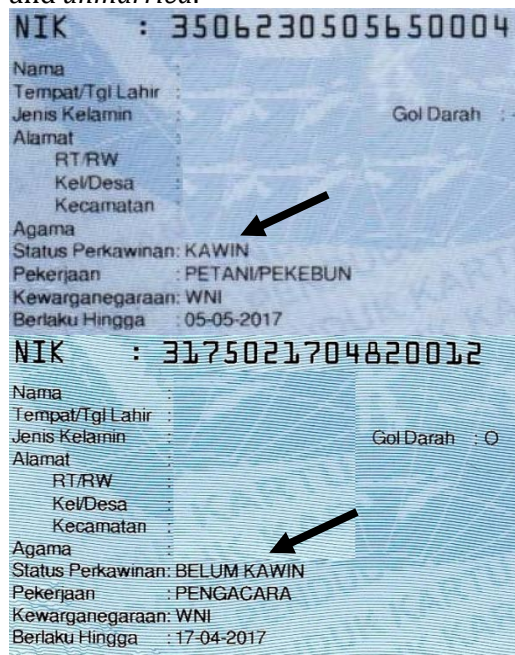 NIK : 3506230505650004
Nama :
Tempat/Tgl Lahir :
Jenis Kelamin : Gol Darah : -
Alamat :
RT/RW :
Kel/Desa :
Kecamatan
Agama
Status Perkawinan: KAWIN
Pekerjaan : PETANI/PEKEBUN
Kewarganegaraan: WNI
Berlaku Hingga : 05-05-2017
NIK : 3175021704820012
Nama :
Tempat/Tgl Lahir :
Jenis Kelamin : Gol Darah : O
Alamat :
RT/RW :
Kel/Desa :
Kecamatan :
Agama :
Status Perkawinan: BELUM KAWIN
Pekerjaan : PENGACARA
Kewarganegaraan: WNI
Berlaku Hingga : 17-04-2017